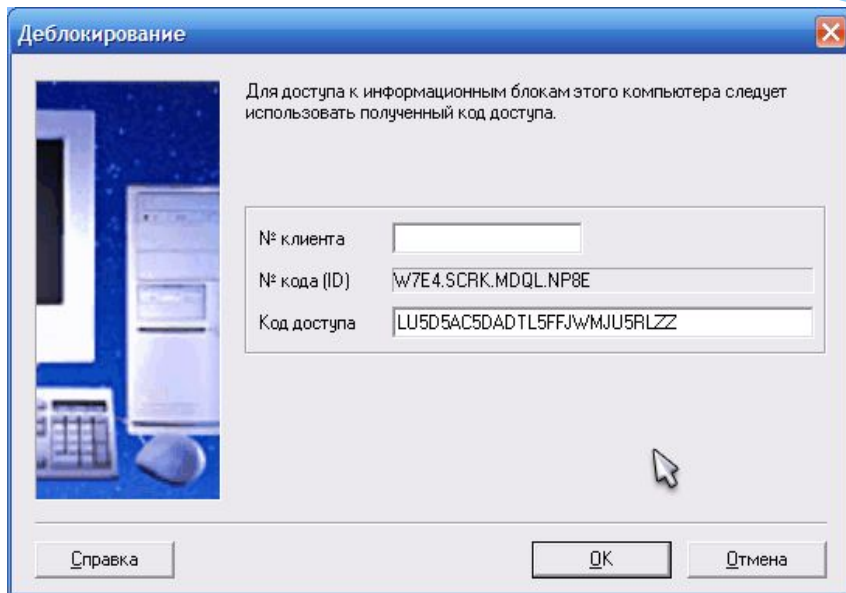 Деблокирование
Для доступа к информационным блокам этого компьютера следует
использовать полученный код доступа.
№ клиента
№ кода (ID) W7E4.SCRK.MDQL.NP8E
Код доступа LU5D5AC5DADTL5FFJWMJU5RLZZ
Справка OK Отмена